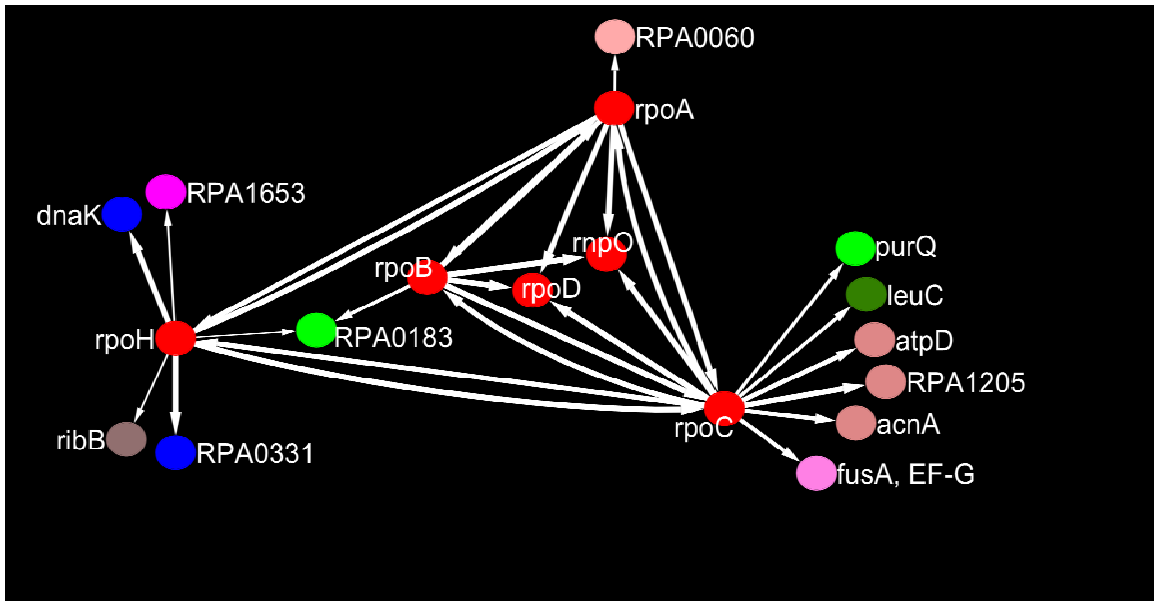 RPA0060
rpoA
RPA1653
dnaK
rnpO
purQ
rpoB
rpoD
leuC
rpoH
RPA0183
atpD
RPA1205
rpoC
acnA
ribB
RPA0331
fusA, EF-G